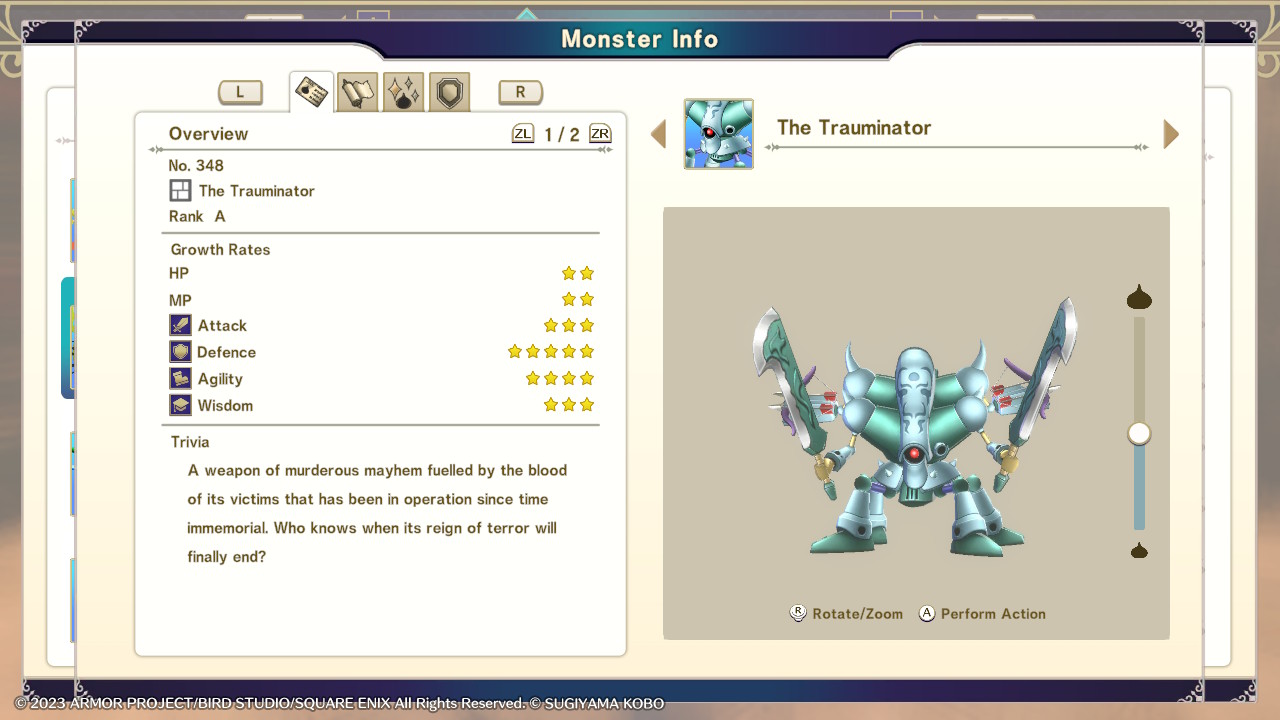 Monster Info
L
R
Overview
ZL 1 / 2 ZR
No. 348
The Trauminator
Rank A
Growth Rates
HP
MP
Attack
Defence
Agility
Wisdom
Trivia
A weapon of murderous mayhem fuelled by the blood
of its victims that has been in operation since time
immemorial. Who knows when its reign of terror will
finally end?
The Trauminator
R Rotate/Zoom A Perform Action
© 2023 ARMOR PROJECT/BIRD STUDIO/SQUARE ENIX All Rights Reserved. © SUGIYAMA KOBO